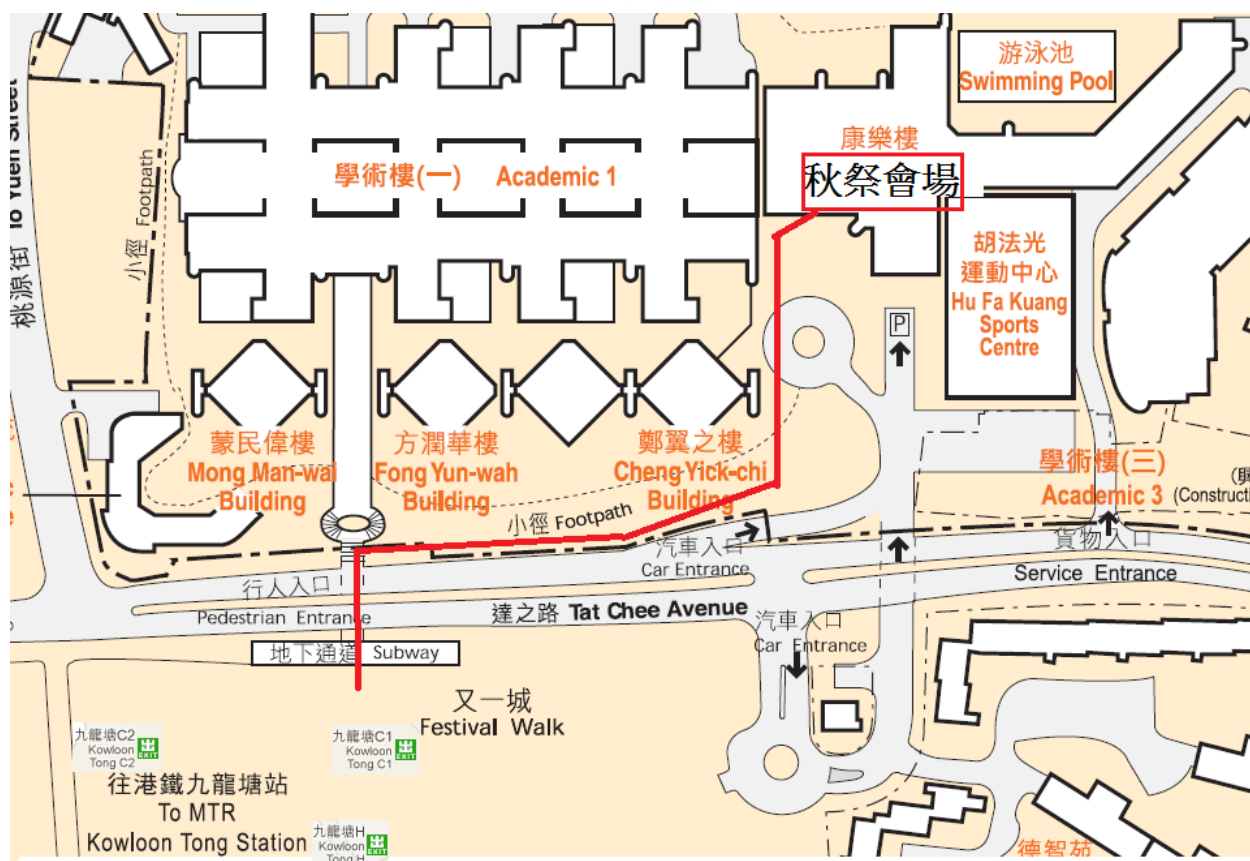 游泳池
Swimming Pool
康樂樓
秋祭會場
學術樓(一) Academic 1
小徑 Footpath
桃源街 To Yuen Street
胡法光
運動中心
Hu Fa Kuang
Sports
Centre
P
蒙民偉樓
Mong Man-wai
Building
方潤華樓
Fong Yun-wah
Building
鄭翼之樓
Cheng Yick-chi
Building
學術樓(三)
Academic 3
小徑 Footpath
汽車入口
Car Entrance
貨物入口
Service Entrance
行人入口
Pedestrian Entrance
達之路 Tat Chee Avenue
汽車入口
Car Entrance
地下通道 Subway
又一城
Festival Walk
九龍塘C2
Kowloon
Tong C2
出
EXIT
九龍塘C1
Kowloon
Tong C1
出
EXIT
往港鐵九龍塘站
To MTR
Kowloon Tong Station
九龍塘H
Kowloon
Tong H
出
EXIT
德智苑